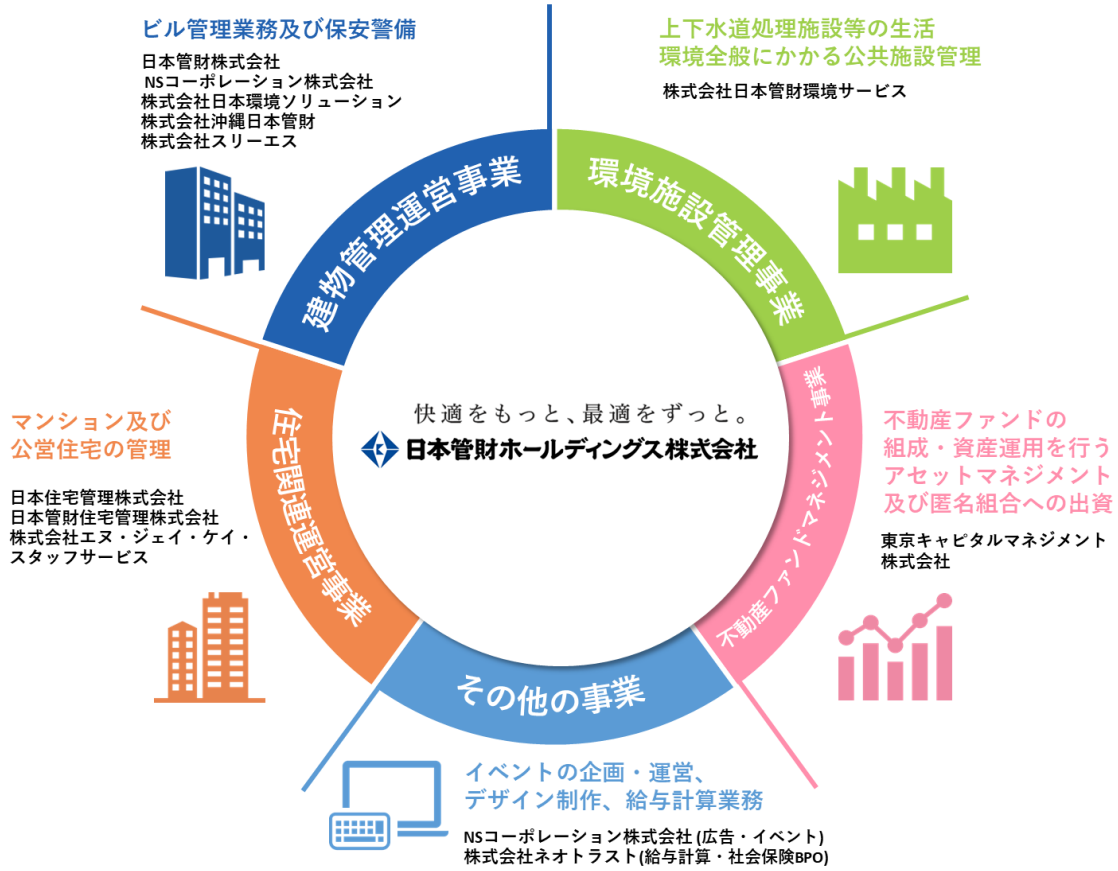 ビル管理業務及び保安警備
日本管財株式会社
NSコーポレーション株式会社
株式会社日本環境ソリューション
株式会社沖縄日本管財
株式会社スリーエス
建物管理運営事業
上下水道処理施設等の生活
環境全般にかかる公共施設管理
株式会社日本管財環境サービス
環境施設管理事業
快適をもっと、最適をずっと。
日本管財ホールディングス株式会社
マンション及び
公営住宅の管理
日本住宅管理株式会社
日本管財住宅管理株式会社
株式会社エヌ・ジェイ・ケイ・
スタッフサービス
住宅関連運営事業
不動産ファンドの
組成・資産運用を行う
アセットマネジメント
及び匿名組合への出資
東京キャピタルマネジメント
株式会社
不動産ファンドマネジメント事業
その他の事業
イベントの企画・運営、
デザイン制作、給与計算業務
NSコーポレーション株式会社 (広告・イベント)
株式会社ネオトラスト(給与計算・社会保険BPO)